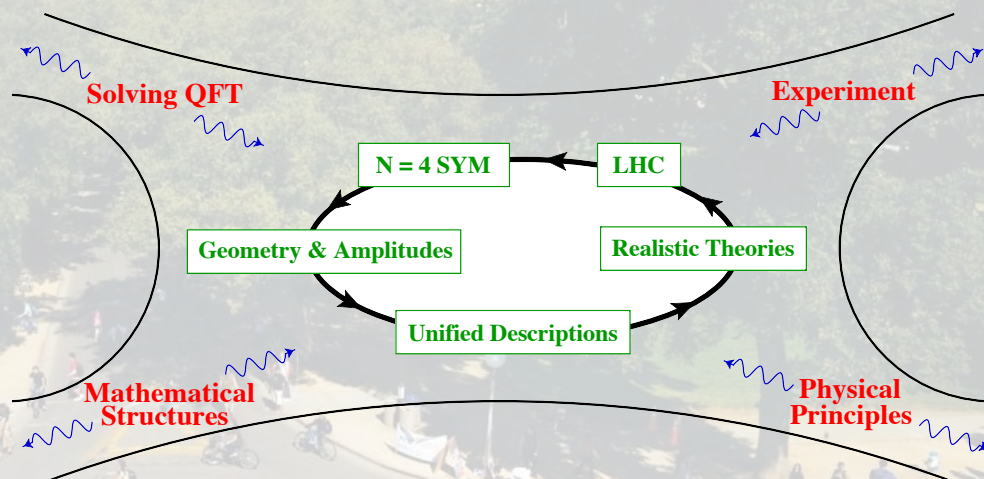 Solving QFT
Experiment
N = 4 SYM
LHC
Geometry & Amplitudes
Realistic Theories
Unified Descriptions
Mathematical
Structures
Physical
Principles